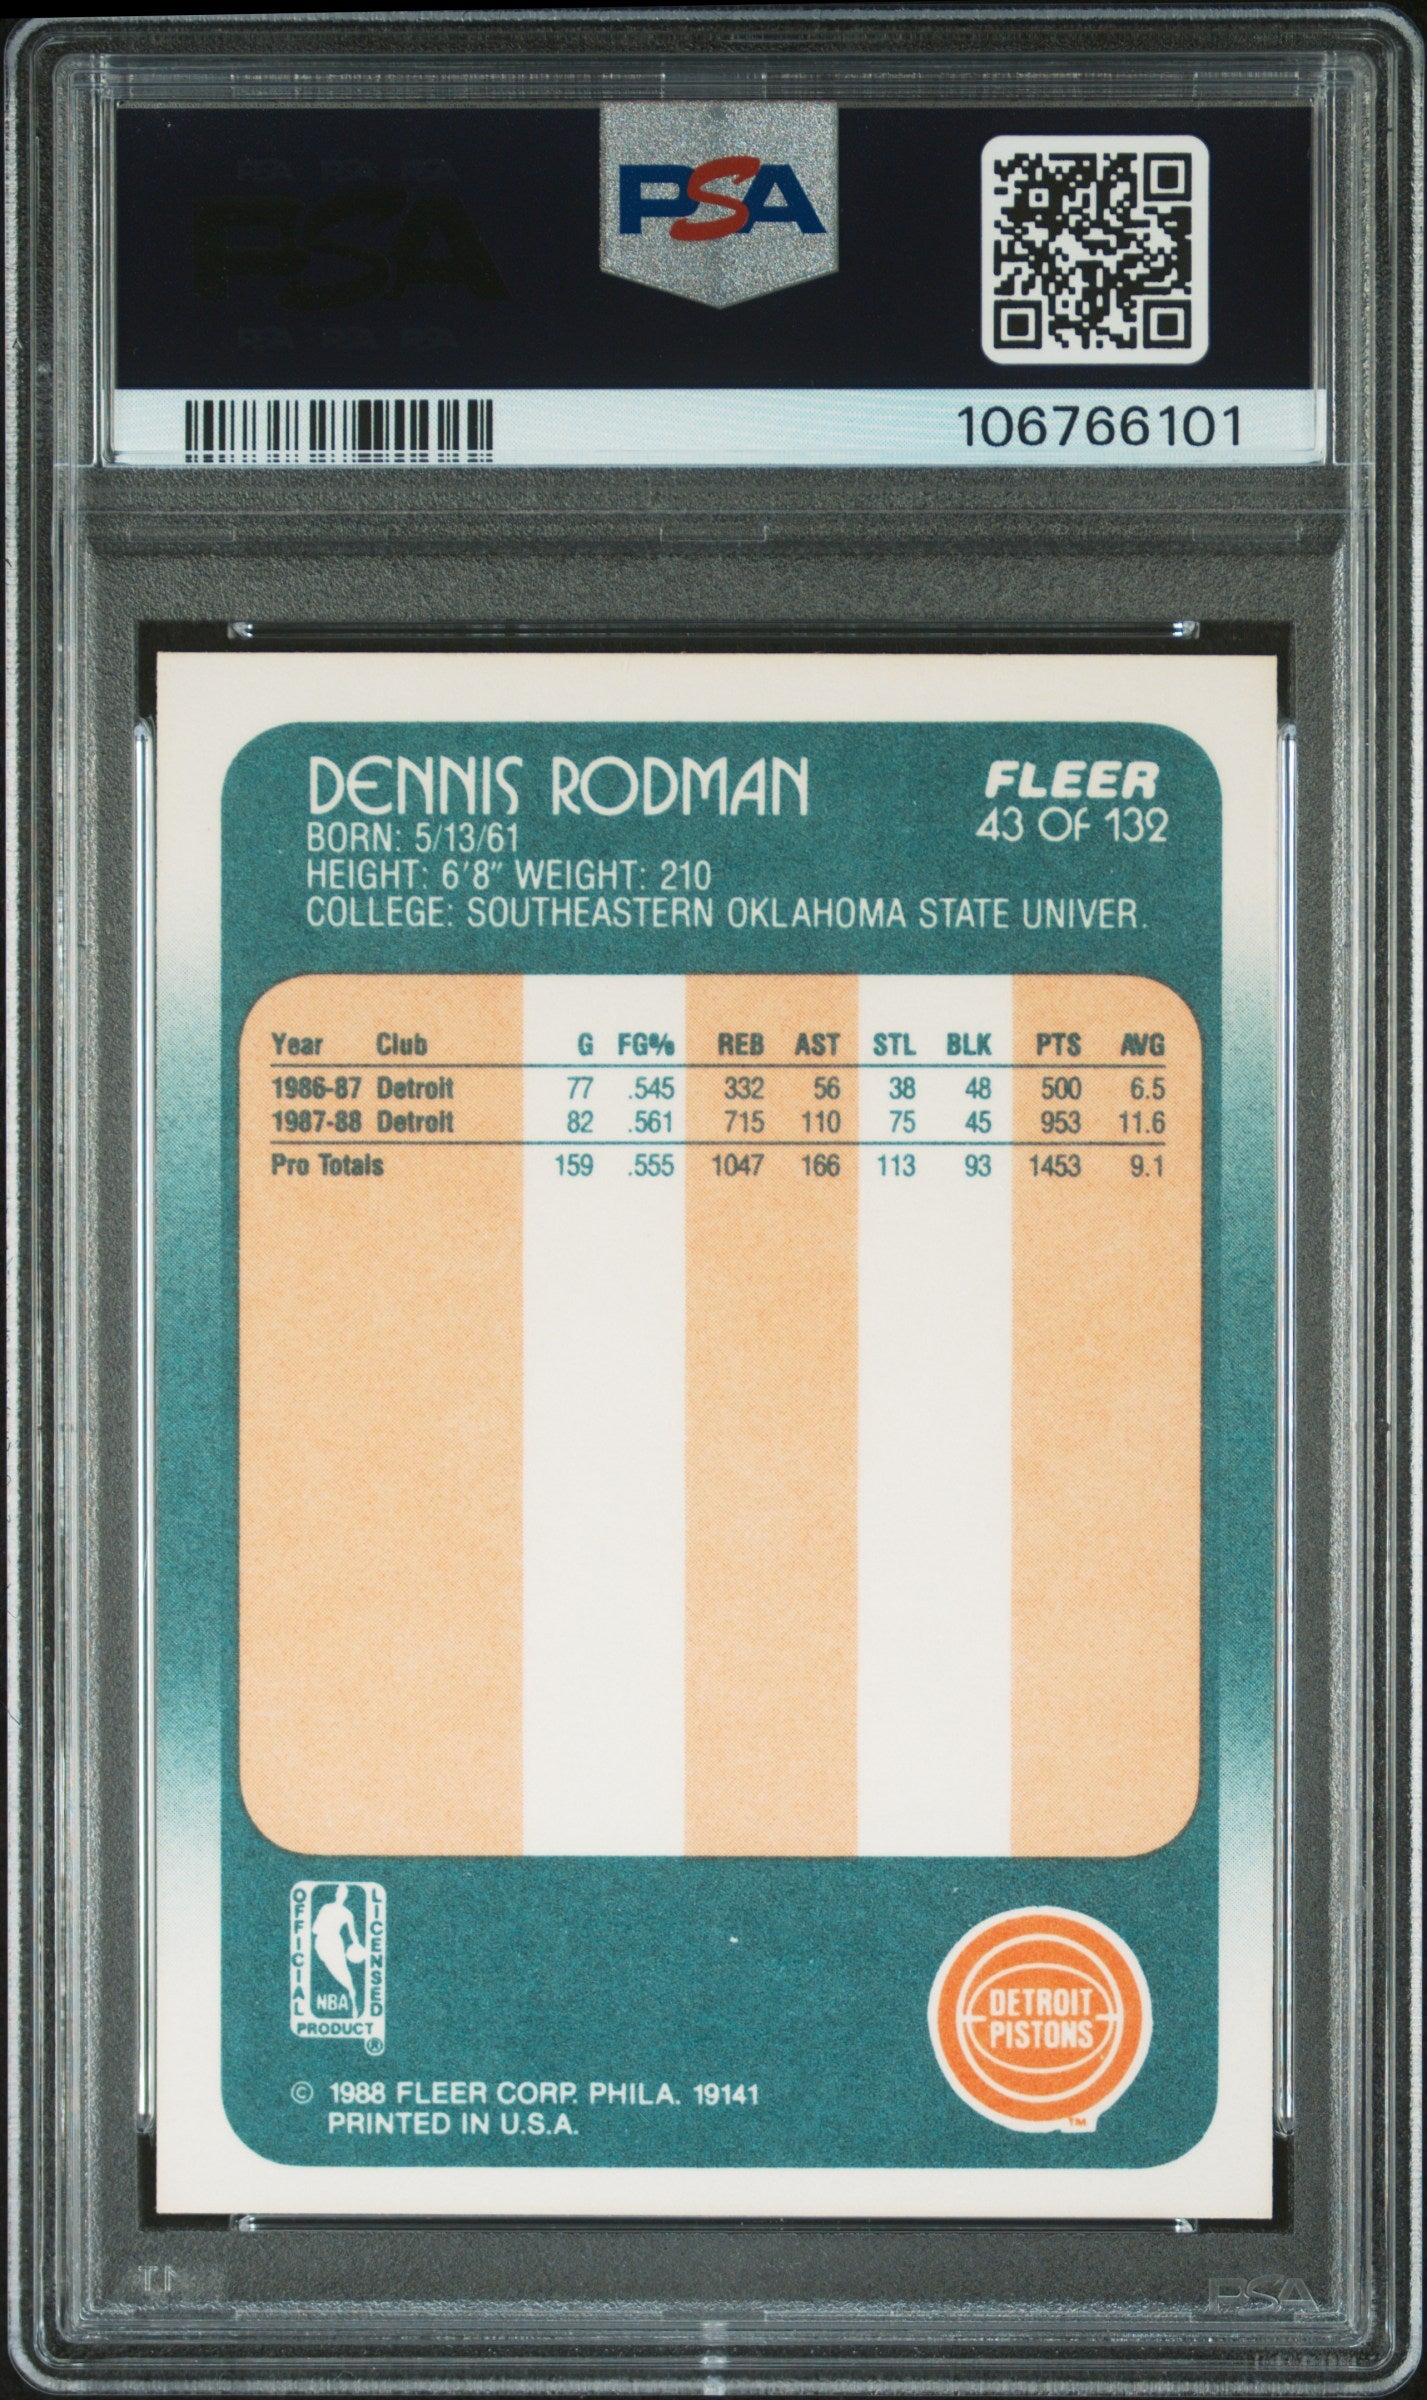 PSA
106766101
DENNIS RODMAN
FLEER
43 OF 132
BORN: 5/13/61
HEIGHT: 6'8" WEIGHT: 210
COLLEGE: SOUTHEASTERN OKLAHOMA STATE UNIVER.
Year Club G FG% REB AST STL BLK PTS AVG
1986-87 Detroit 77 .545 332 56 38 48 500 6.5
1987-88 Detroit 82 .561 715 110 75 45 953 11.6
Pro Totals 159 .555 1047 166 113 93 1453 9.1
OFFICIAL
LICENSED
NBA
PRODUCT
®
DETROIT
PISTONS
TM
© 1988 FLEER CORP. PHILA. 19141
PRINTED IN U.S.A.
PSA